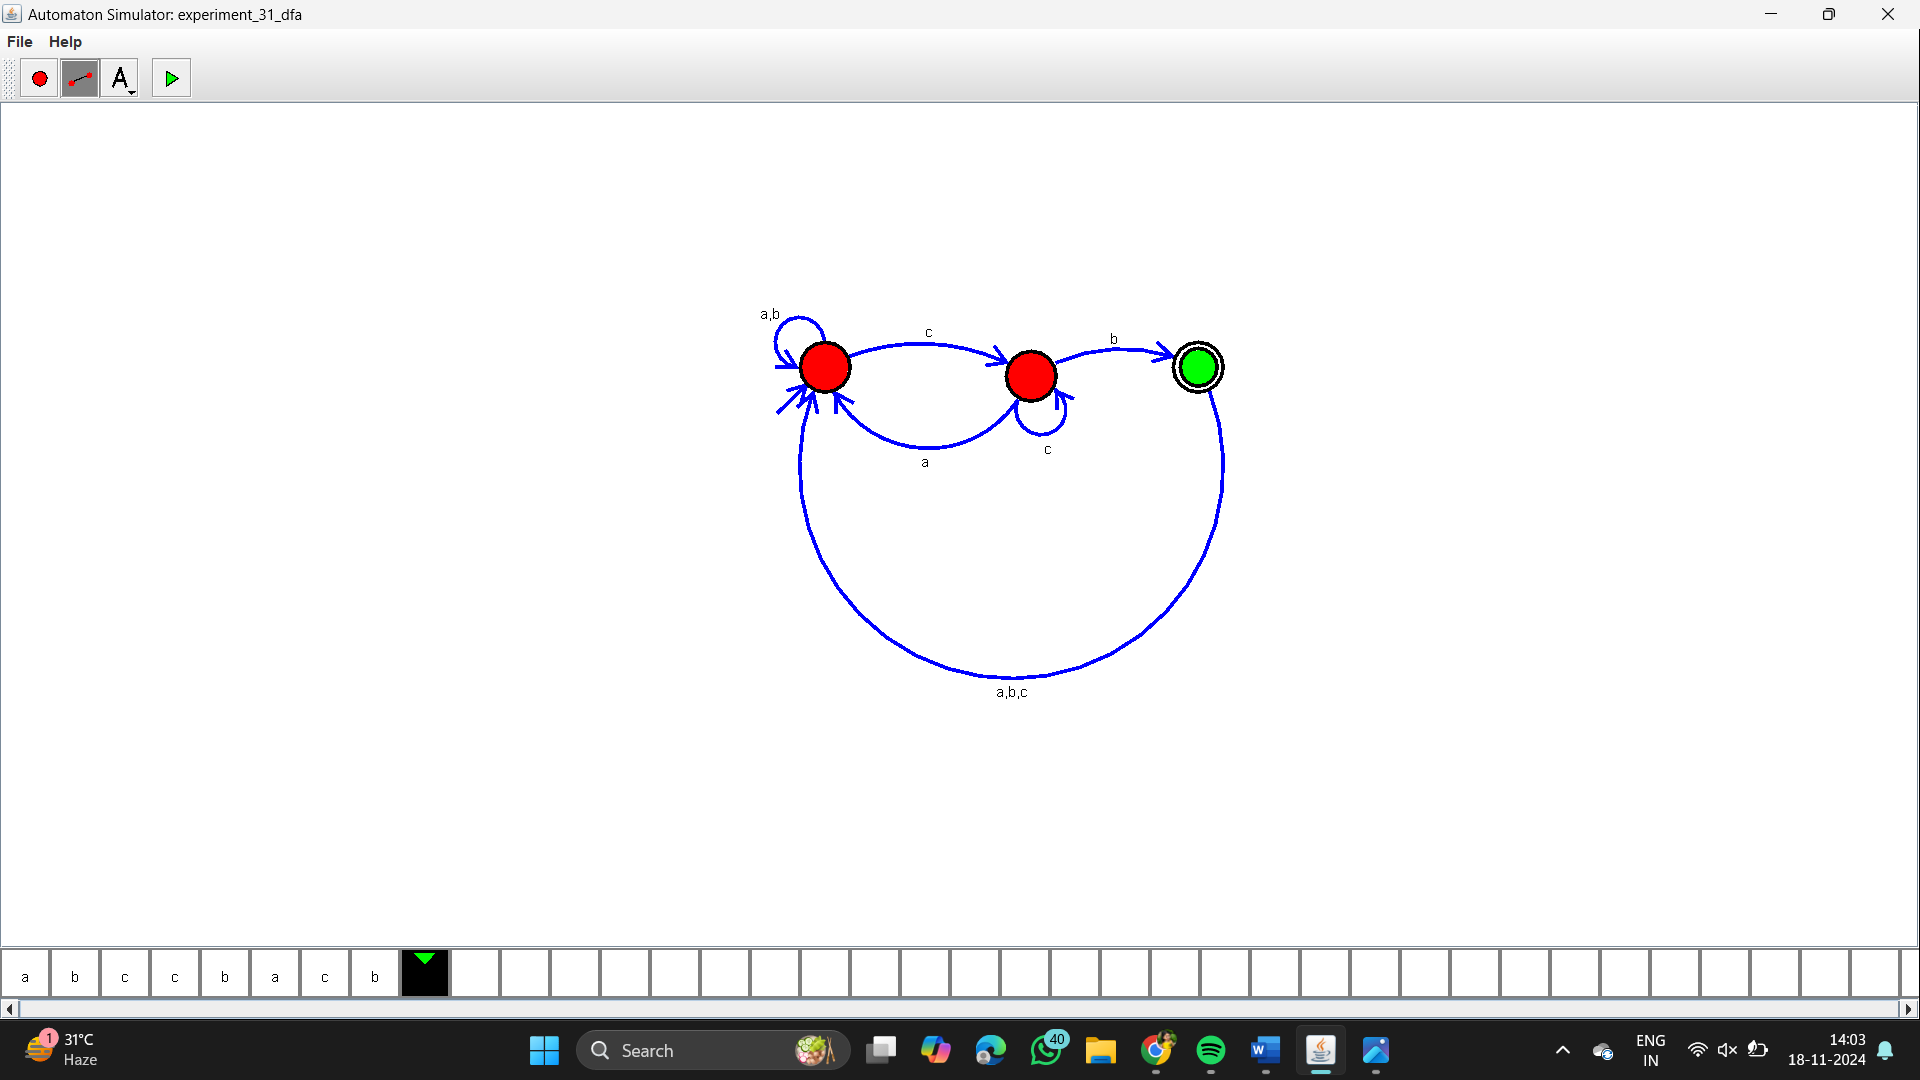 Automaton Simulator: experiment_31_dfa
File Help
A
a,b
c
b
a
c
a,b,c
a b c c b a c b
1
31°C
Haze
Search
40
ENG
IN
14:03
18-11-2024